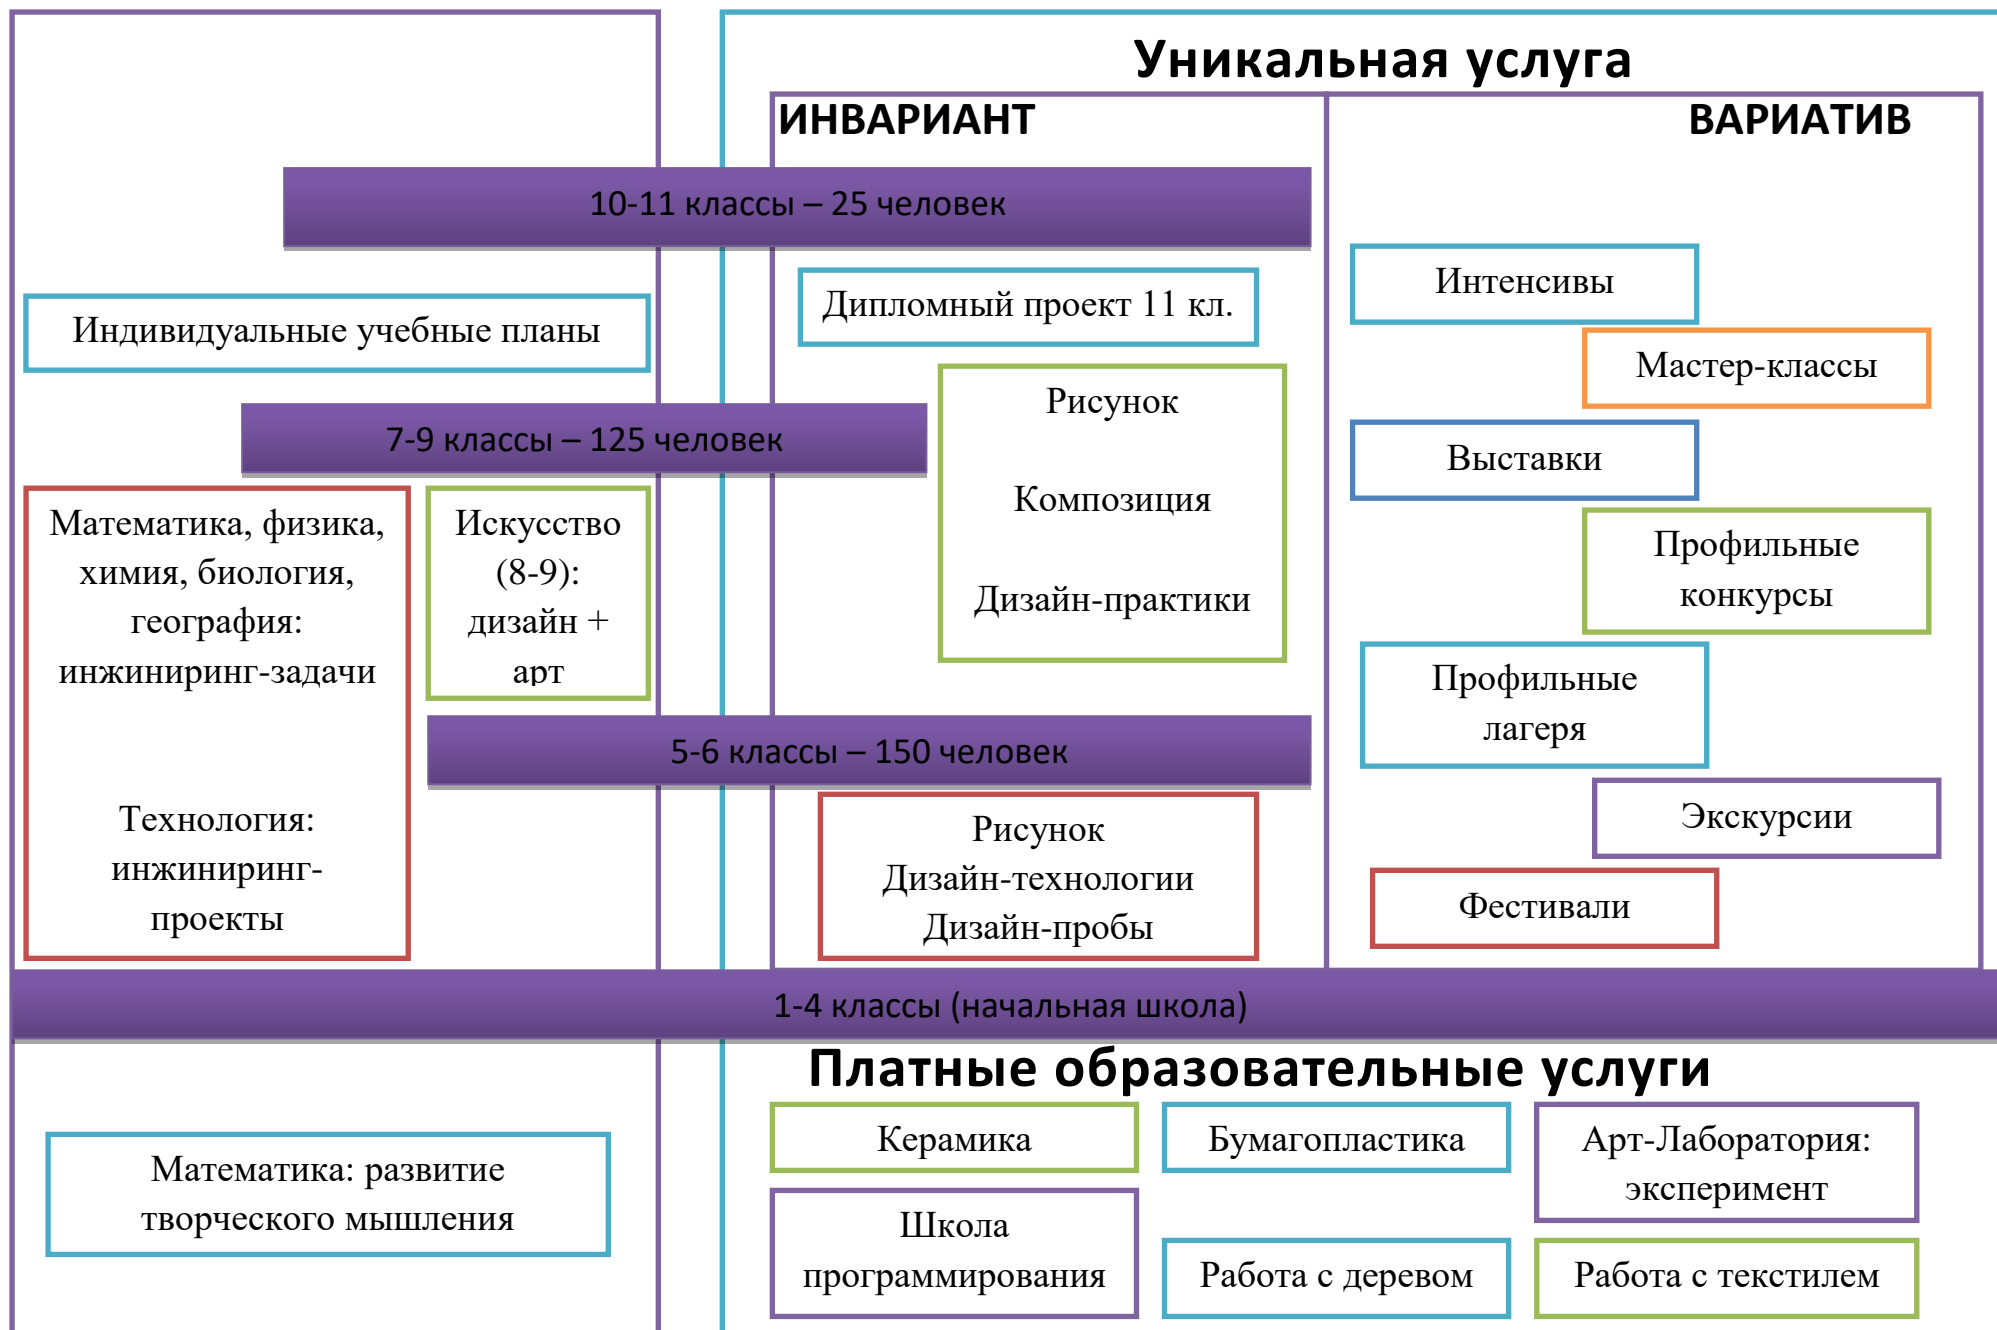 Уникальная услуга
ИНВАРИАНТ
ВАРИАТИВ
10-11 классы – 25 человек
Индивидуальные учебные планы
Дипломный проект 11 кл.
Интенсивы
Мастер-классы
7-9 классы – 125 человек
Рисунок
Композиция
Дизайн-практики
Выставки
Математика, физика,
химия, биология,
география:
инжиниринг-задачи
Технология:
инжиниринг-
проекты
Искусство
(8-9):
дизайн +
арт
Профильные
конкурсы
Профильные
лагеря
5-6 классы – 150 человек
Рисунок
Дизайн-технологии
Дизайн-пробы
Экскурсии
Фестивали
1-4 классы (начальная школа)
Платные образовательные услуги
Математика: развитие
творческого мышления
Керамика
Бумагопластика
Арт-Лаборатория:
эксперимент
Школа
программирования
Работа с деревом
Работа с текстилем